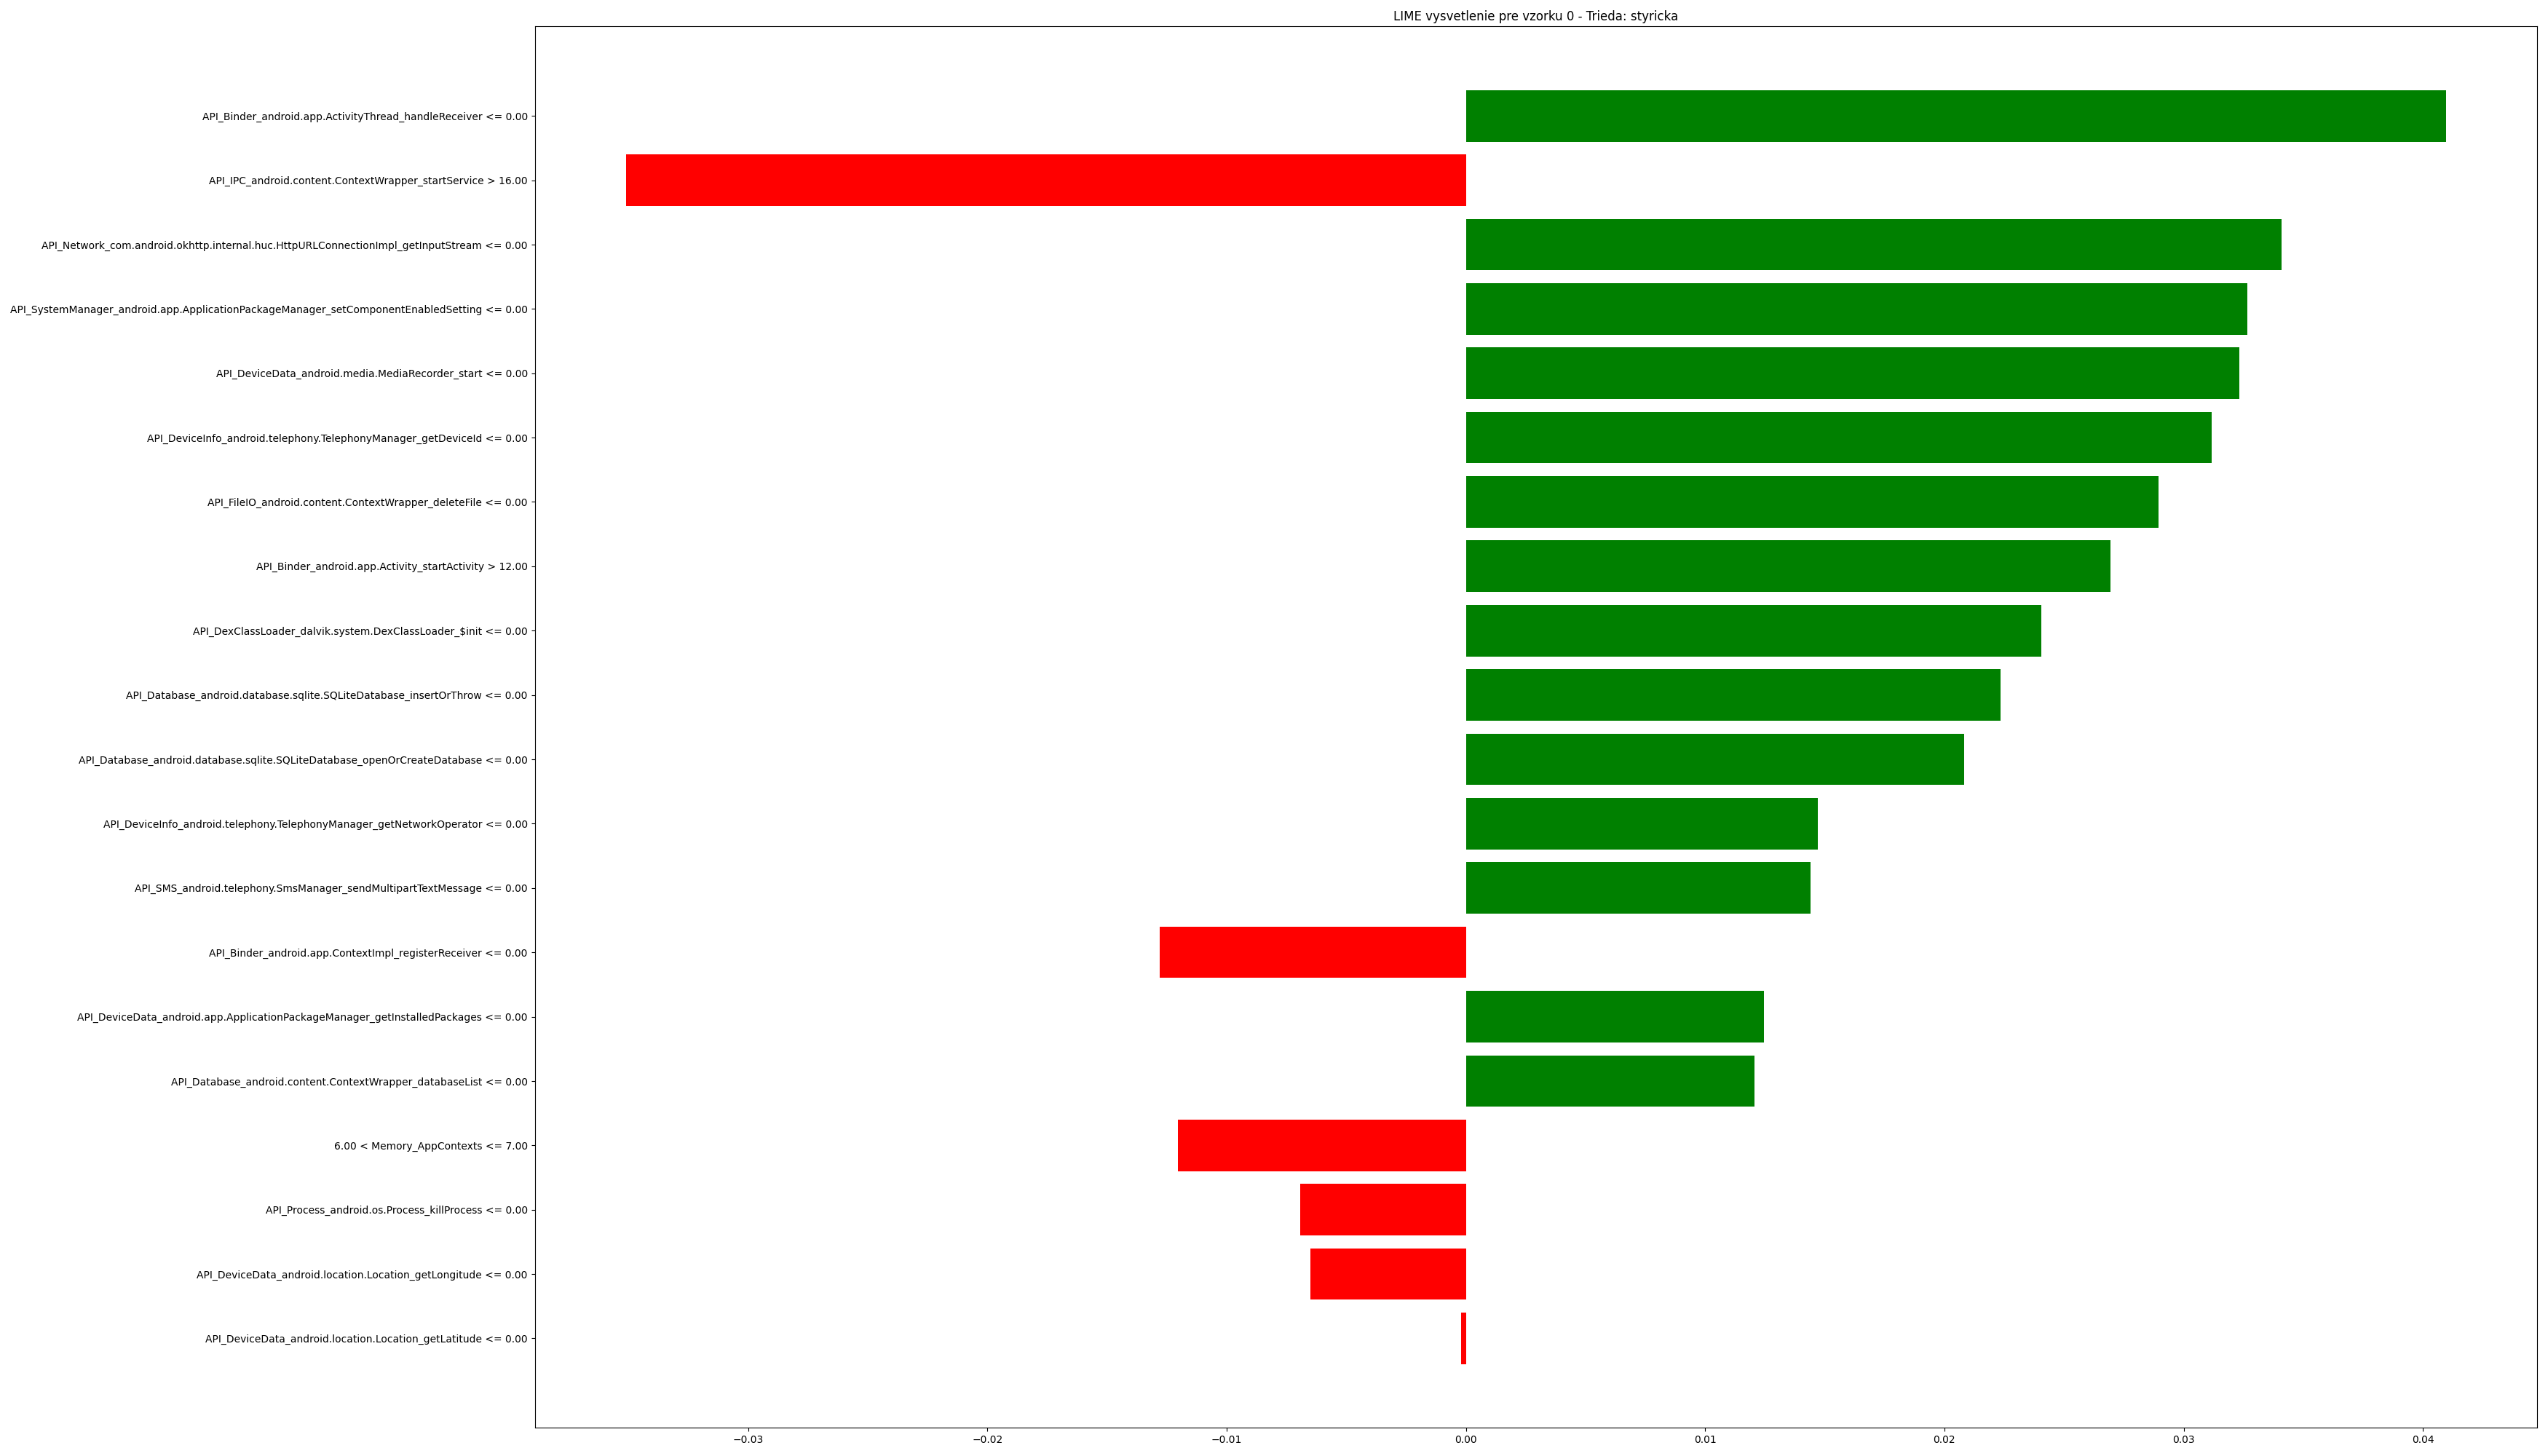 LIME vysvetlenie pre vzorku 0 - Trieda: styricka
API_Binder_android.app.ActivityThread_handleReceiver <= 0.00
API_IPC_android.content.ContextWrapper_startService > 16.00
API_Network_com.android.okhttp.internal.huc.HttpURLConnectionImpl_getInputStream <= 0.00
API_SystemManager_android.app.ApplicationPackageManager_setComponentEnabledSetting <= 0.00
API_DeviceData_android.media.MediaRecorder_start <= 0.00
API_DeviceInfo_android.telephony.TelephonyManager_getDeviceId <= 0.00
API_FileIO_android.content.ContextWrapper_deleteFile <= 0.00
API_Binder_android.app.Activity_startActivity > 12.00
API_DexClassLoader_dalvik.system.DexClassLoader_$init <= 0.00
API_Database_android.database.sqlite.SQLiteDatabase_insertOrThrow <= 0.00
API_Database_android.database.sqlite.SQLiteDatabase_openOrCreateDatabase <= 0.00
API_DeviceInfo_android.telephony.TelephonyManager_getNetworkOperator <= 0.00
API_SMS_android.telephony.SmsManager_sendMultipartTextMessage <= 0.00
API_Binder_android.app.ContextImpl_registerReceiver <= 0.00
API_DeviceData_android.app.ApplicationPackageManager_getInstalledPackages <= 0.00
API_Database_android.content.ContextWrapper_databaseList <= 0.00
6.00 < Memory_AppContexts <= 7.00
API_Process_android.os.Process_killProcess <= 0.00
API_DeviceData_android.location.Location_getLongitude <= 0.00
API_DeviceData_android.location.Location_getLatitude <= 0.00
−0.03 −0.02 −0.01 0.00 0.01 0.02 0.03 0.04